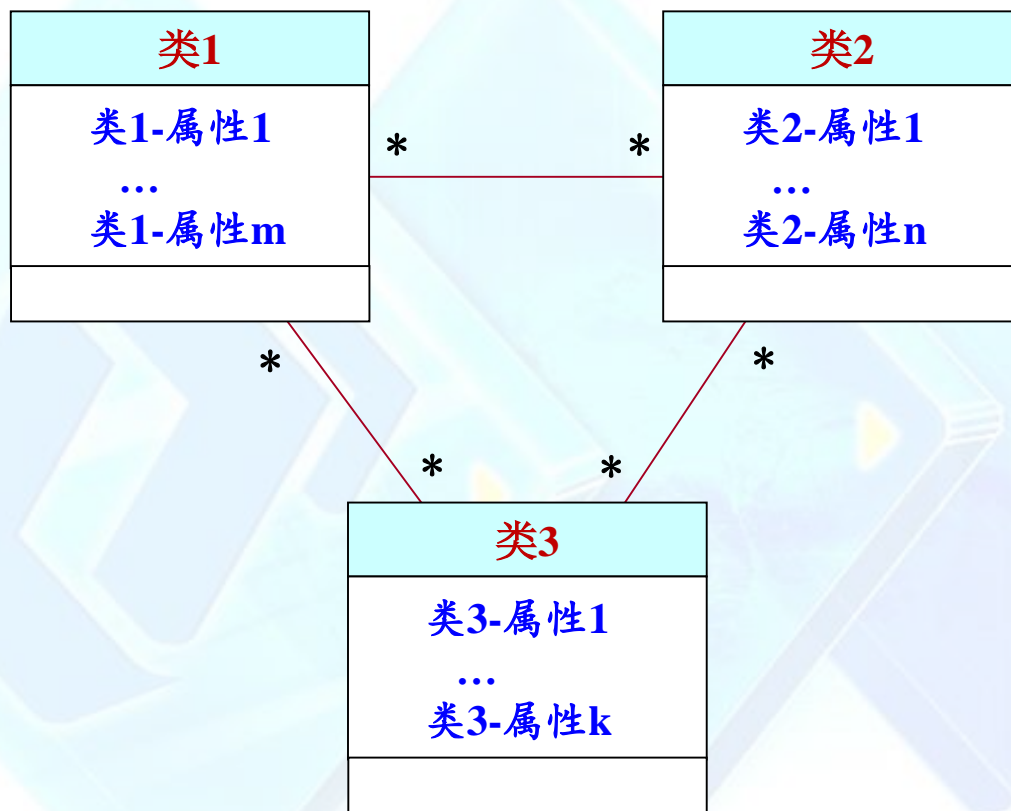 类1
类1-属性1
…
类1-属性m
*
*
类2
类2-属性1
…
类2-属性n
*
*
*
*
类3
类3-属性1
…
类3-属性k